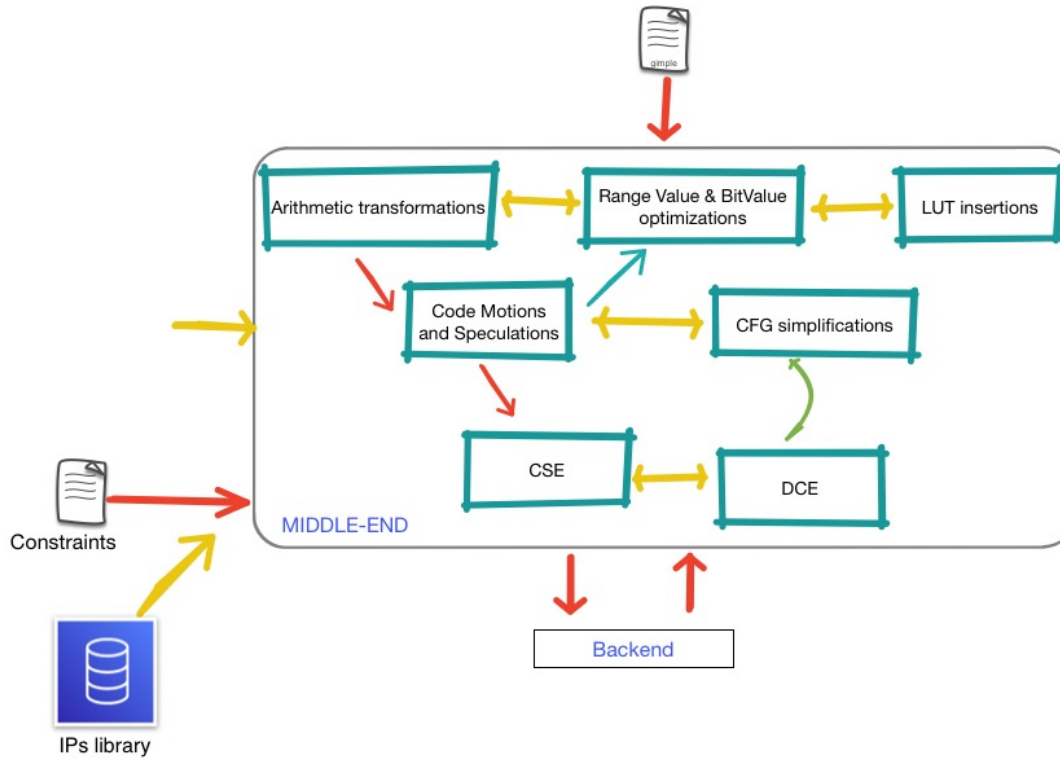 gimple
Arithmetic transformations
Range Value & BitValue
optimizations
LUT insertions
Code Motions
and Speculations
CFG simplifications
CSE
DCE
MIDDLE-END
Constraints
Backend
IPs library